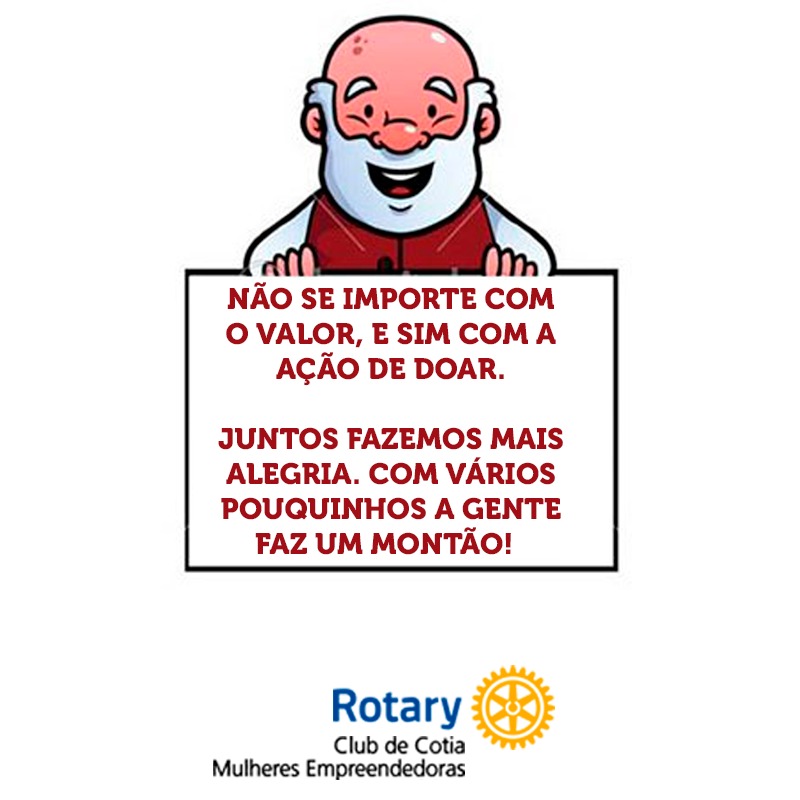 NÃO SE IMPORTE COM
O VALOR, E SIM COM A
AÇÃO DE DOAR.
JUNTOS FAZEMOS MAIS
ALEGRIA. COM VÁRIOS
POUQUINHOS A GENTE
FAZ UM MONTÃO!
Rotary
Club de Cotia
Mulheres Empreendedoras